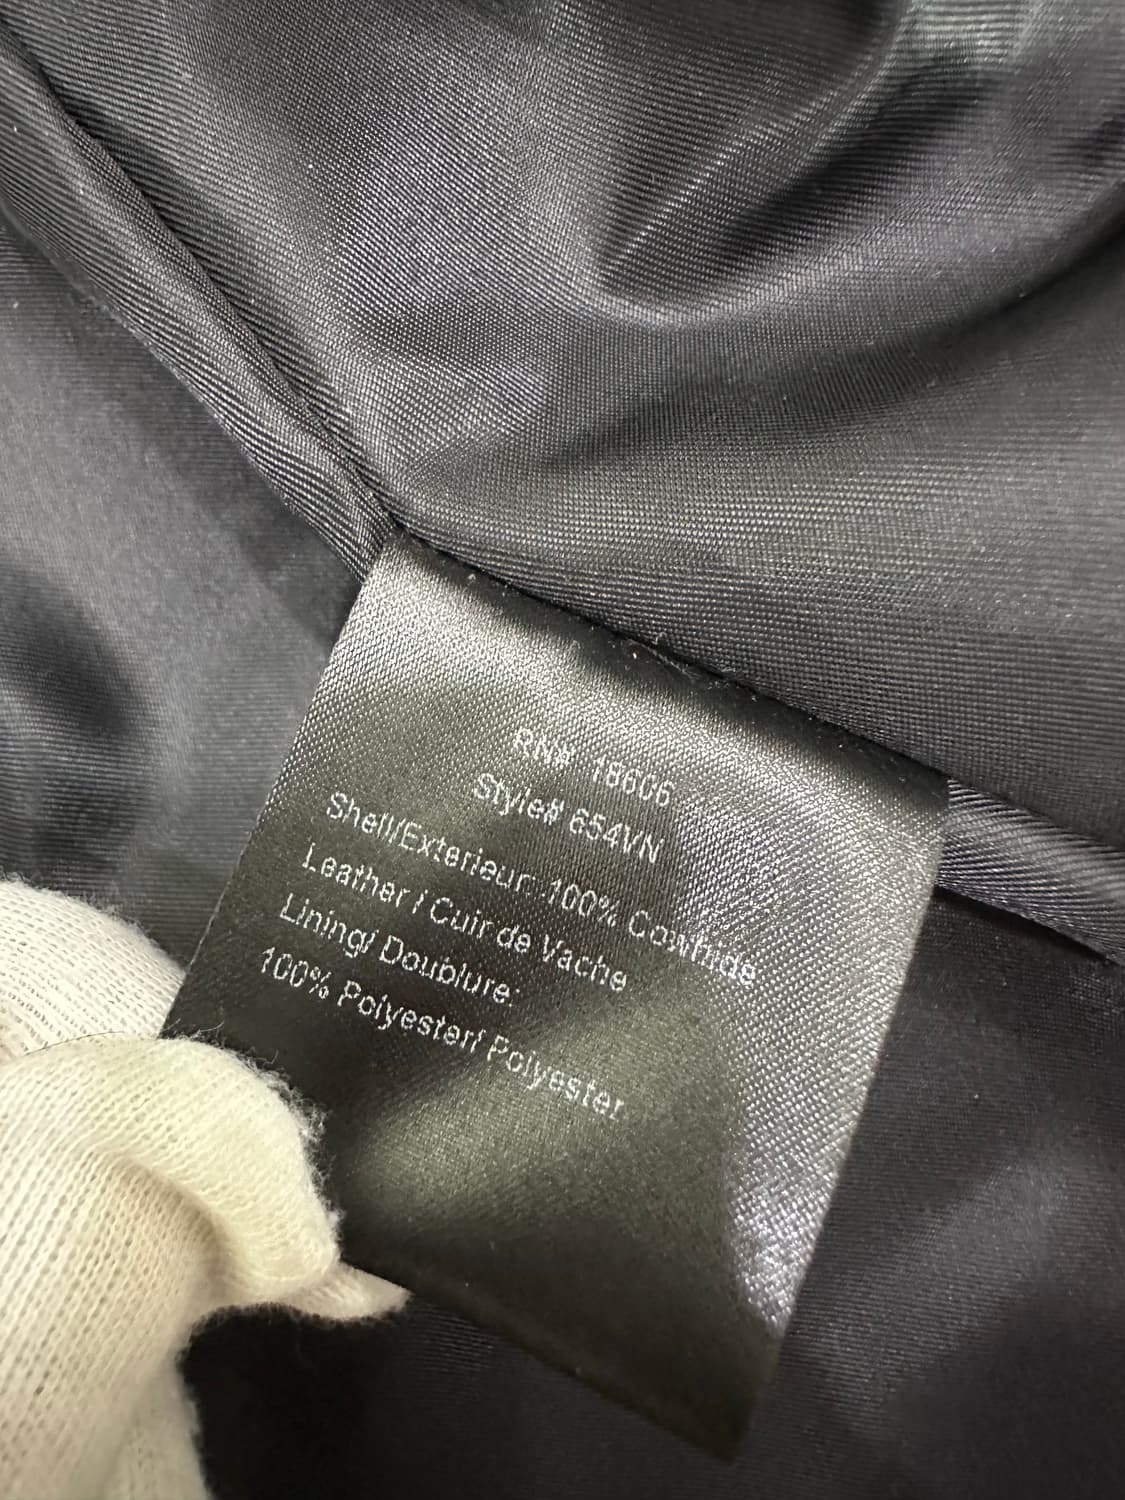 RN# 18606
Style# 654VN
Shell/Exterieur: 100% Cowhide
Leather / Cuir de Vache
Lining/ Doublure:
100% Polyester/ Polyester